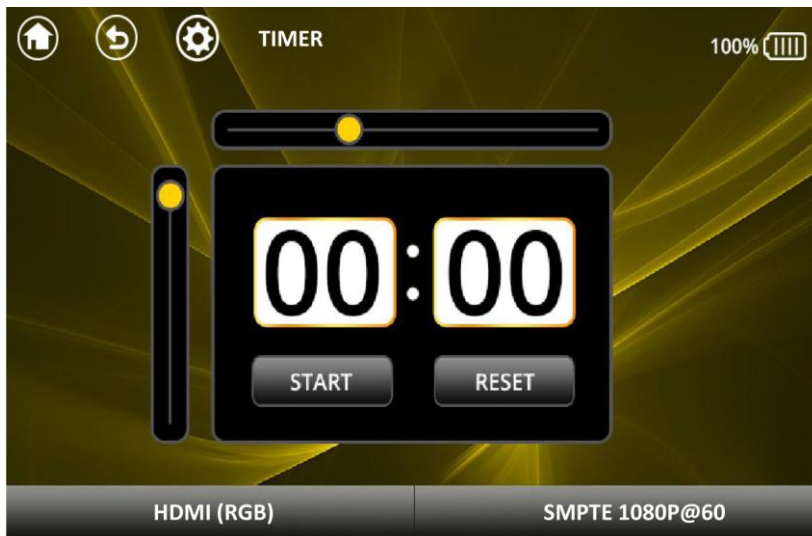 TIMER
100%
00:00
START RESET
HDMI (RGB) SMPTE 1080P@60